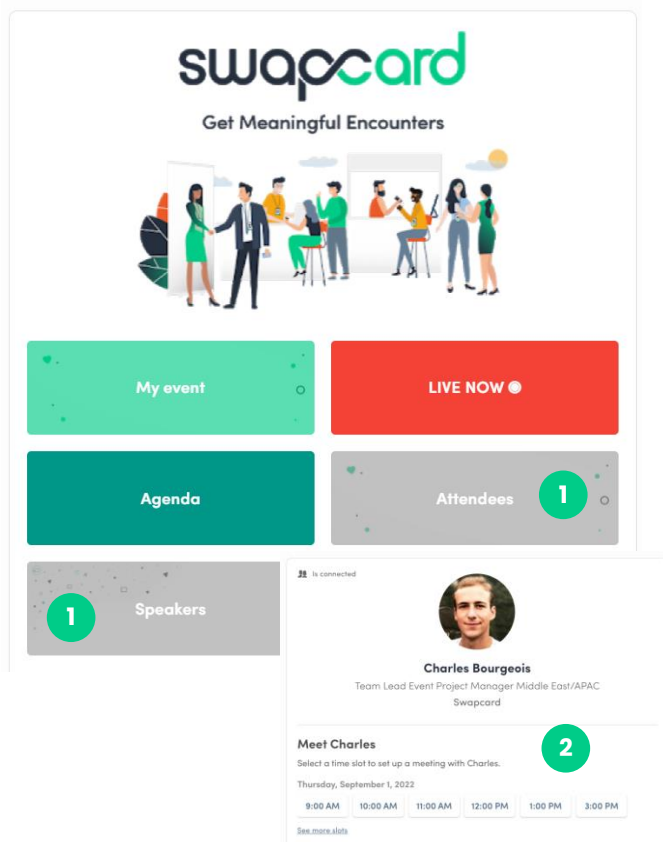 swapcard
Get Meaningful Encounters
My event
LIVE NOW
Agenda
Attendees
1
Speakers
1
Is connected
Charles Bourgeois
Team Lead Event Project Manager Middle East/APAC
Swapcard
Meet Charles
2
Select a time slot to set up a meeting with Charles.
Thursday, September 1, 2022
9:00 AM 10:00 AM 11:00 AM 12:00 PM 1:00 PM 3:00 PM
See more slots